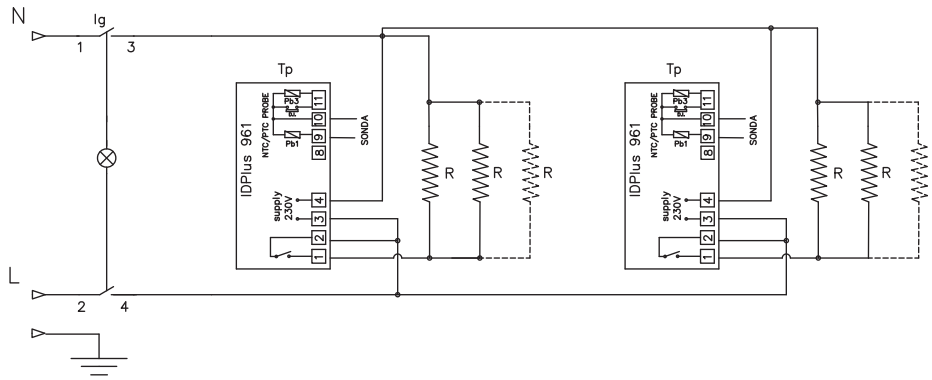 N
Ig
1
3
Tp
IDPlus 961
NTC/PTC PROBE
Pb3
D.I.
Pb1
11
10
9
8
SONDA
supply
230V
4
3
2
1
R
R
R
Tp
IDPlus 961
NTC/PTC PROBE
Pb3
D.I.
Pb1
11
10
9
8
SONDA
supply
230V
4
3
2
1
R
R
L
2
4